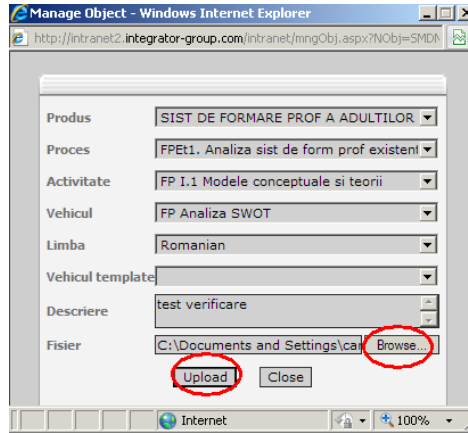 Manage Object - Windows Internet Explorer
http://intranet2.integrator-group.com/intranet/mngObj.aspx?NObj=SMDM
Produs SIST DE FORMARE PROF A ADULTILOR
Proces FPEt1. Analiza sist de form prof existent
Activitate FP I.1 Modele conceptuale si teorii
Vehicul FP Analiza SWOT
Limba Romanian
Vehicul template
Descriere test verificare
Fisier C:\Documents and Settings\car Browse...
Upload Close
Internet 100%